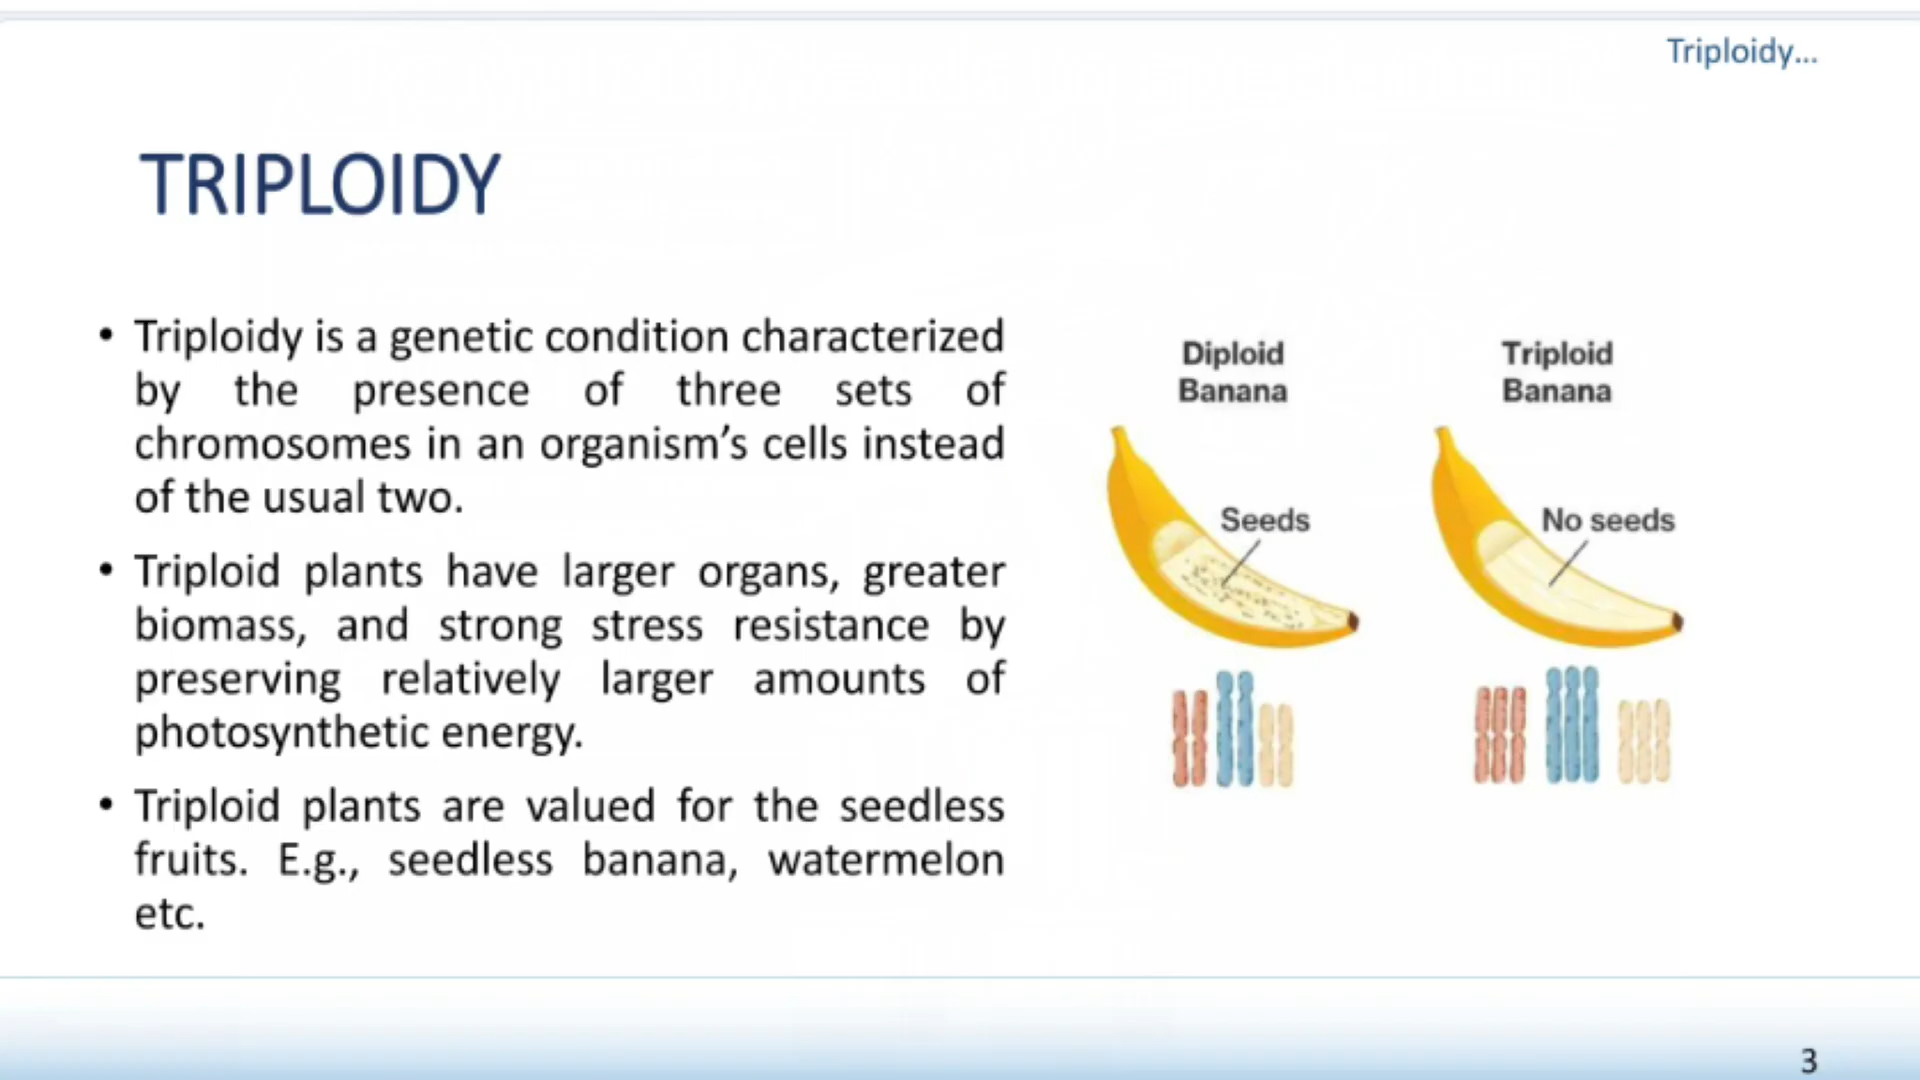 Triploidy...
TRIPLOIDY
• Triploidy is a genetic condition characterized
by the presence of three sets of
chromosomes in an organism’s cells instead
of the usual two.
• Triploid plants have larger organs, greater
biomass, and strong stress resistance by
preserving relatively larger amounts of
photosynthetic energy.
• Triploid plants are valued for the seedless
fruits. E.g., seedless banana, watermelon
etc.
Diploid
Banana
Seeds
Triploid
Banana
No seeds
3